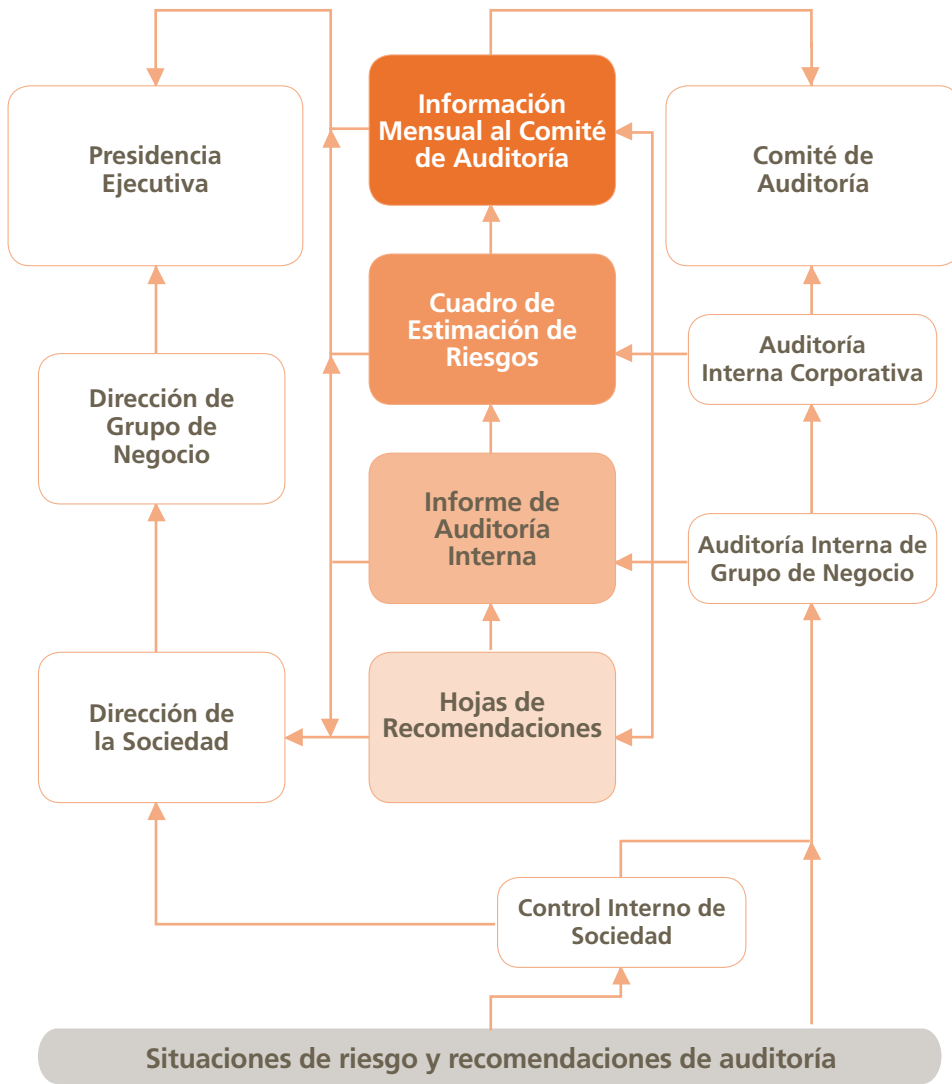 Información
Mensual al Comité
de Auditoría
Presidencia
Ejecutiva
Comité de
Auditoría
Cuadro de
Estimación de
Riesgos
Auditoría
Interna Corporativa
Dirección de
Grupo de
Negocio
Informe de
Auditoría
Interna
Auditoría Interna de
Grupo de Negocio
Dirección de
la Sociedad
Hojas de
Recomendaciones
Control Interno de
Sociedad
Situaciones de riesgo y recomendaciones de auditoría